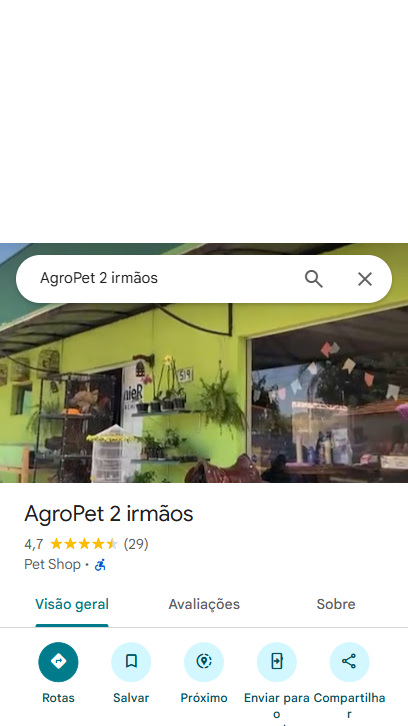 AgroPet 2 irmãos
519
AgroPet 2 irmãos
4,7 (29)
Pet Shop ·
Visão geral Avaliações Sobre
Rotas Salvar Próximo Enviar para o Compartilhar